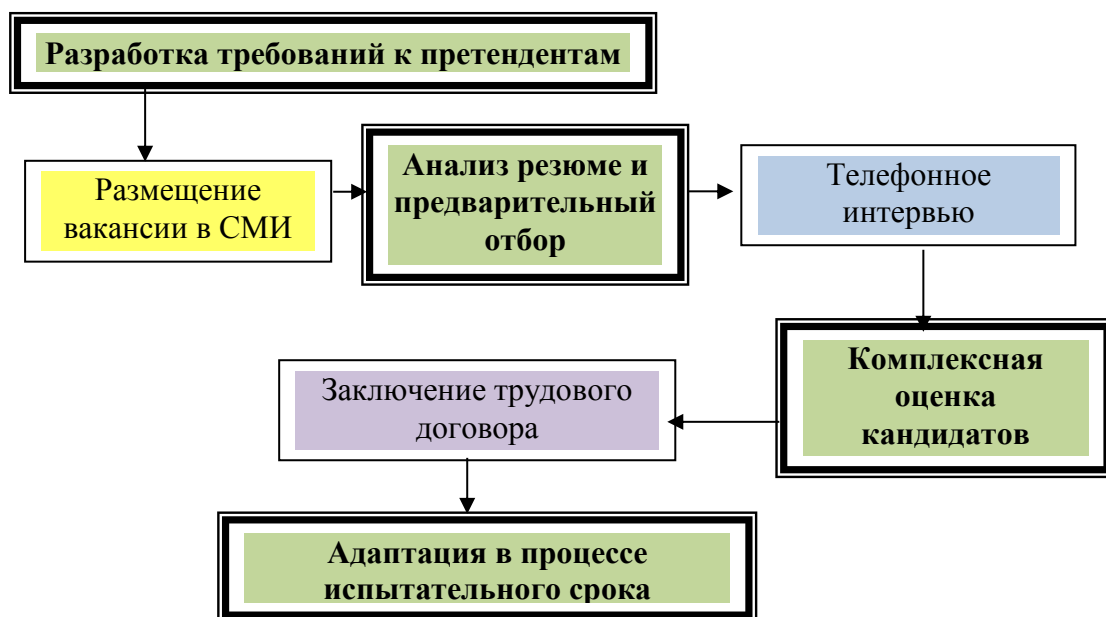 Разработка требований к претендентам
Размещение
вакансии в СМИ
Анализ резюме и
предварительный
отбор
Телефонное
интервью
Комплексная
оценка
кандидатов
Заключение трудового
договора
Адаптация в процессе
испытательного срока